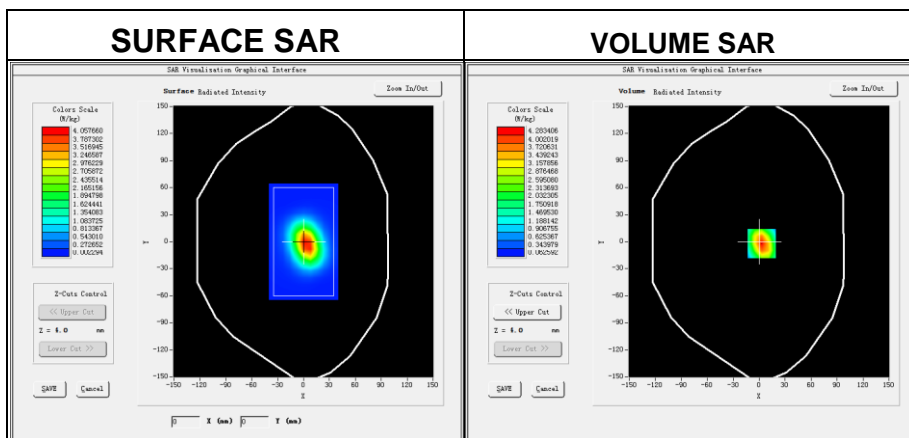 SURFACE SAR
SAR Visualisation Graphical Interface
Surface Radiated Intensity
Zoom In/Out
Colors Scale
(W/kg)
4.057660
3.787302
3.516945
3.246587
2.976229
2.705872
2.435514
2.165156
1.894798
1.624441
1.354083
1.083725
0.813367
0.543010
0.272652
0.002294
150
120
90
60
30
0
-30
-60
-90
-120
-150
Y
-150 -120 -90 -60 -30 0 30 60 90 120 150
X
Z-Cuts Control
<< Upper Cut
Z = 4.0 mm
Lower Cut >>
SAVE Cancel
0 X (mm) 0 Y (mm)
VOLUME SAR
SAR Visualisation Graphical Interface
Volume Radiated Intensity
Zoom In/Out
Colors Scale
(W/kg)
4.283406
4.002019
3.720631
3.439243
3.157856
2.876468
2.595080
2.313693
2.032305
1.750918
1.469530
1.188142
0.906755
0.625367
0.343979
0.062592
150
120
90
60
30
0
-30
-60
-90
-120
-150
Y
-150 -120 -90 -60 -30 0 30 60 90 120 150
X
Z-Cuts Control
<< Upper Cut
Z = 4.0 mm
Lower Cut >>
SAVE Cancel